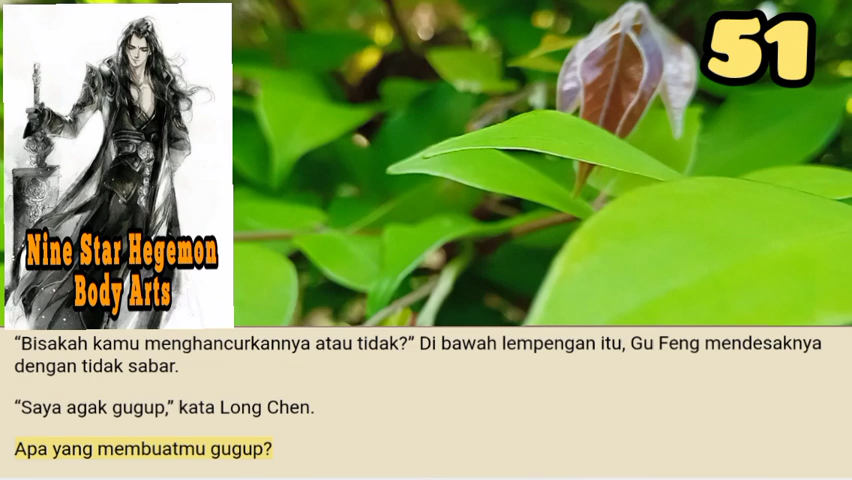 51
Nine Star Hegemon
Body Arts
“Bisakah kamu menghancurkannya atau tidak?” Di bawah lempengan itu, Gu Feng mendesaknya
dengan tidak sabar.
“Saya agak gugup,” kata Long Chen.
Apa yang membuatmu gugup?